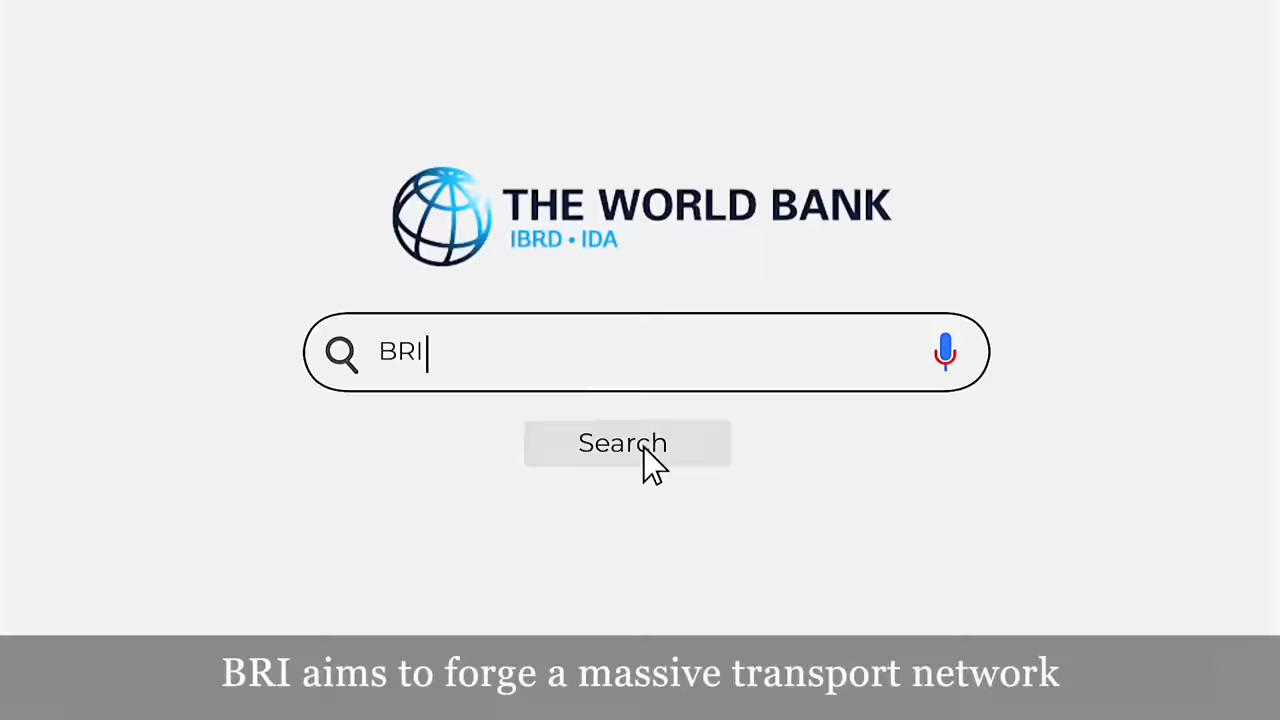 THE WORLD BANK
IBRD • IDA
BRI
Search
BRI aims to forge a massive transport network